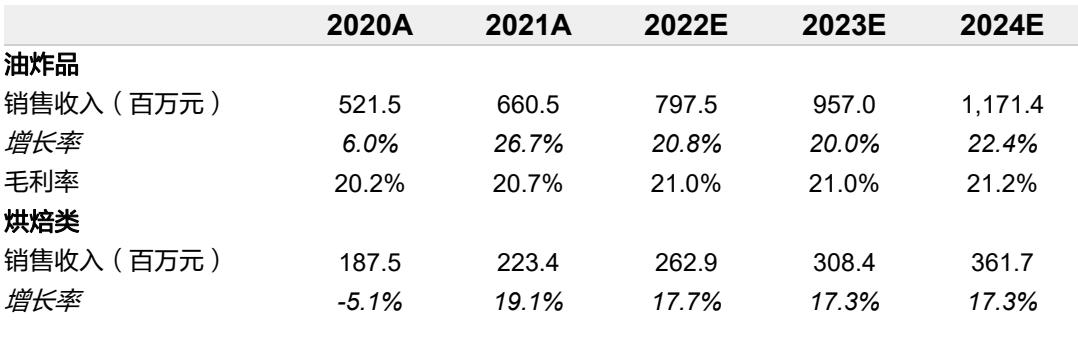 2020A 2021A 2022E 2023E 2024E
油炸品
销售收入（百万元） 521.5 660.5 797.5 957.0 1,171.4
增长率 6.0% 26.7% 20.8% 20.0% 22.4%
毛利率 20.2% 20.7% 21.0% 21.0% 21.2%
烘焙类
销售收入（百万元） 187.5 223.4 262.9 308.4 361.7
增长率 -5.1% 19.1% 17.7% 17.3% 17.3%